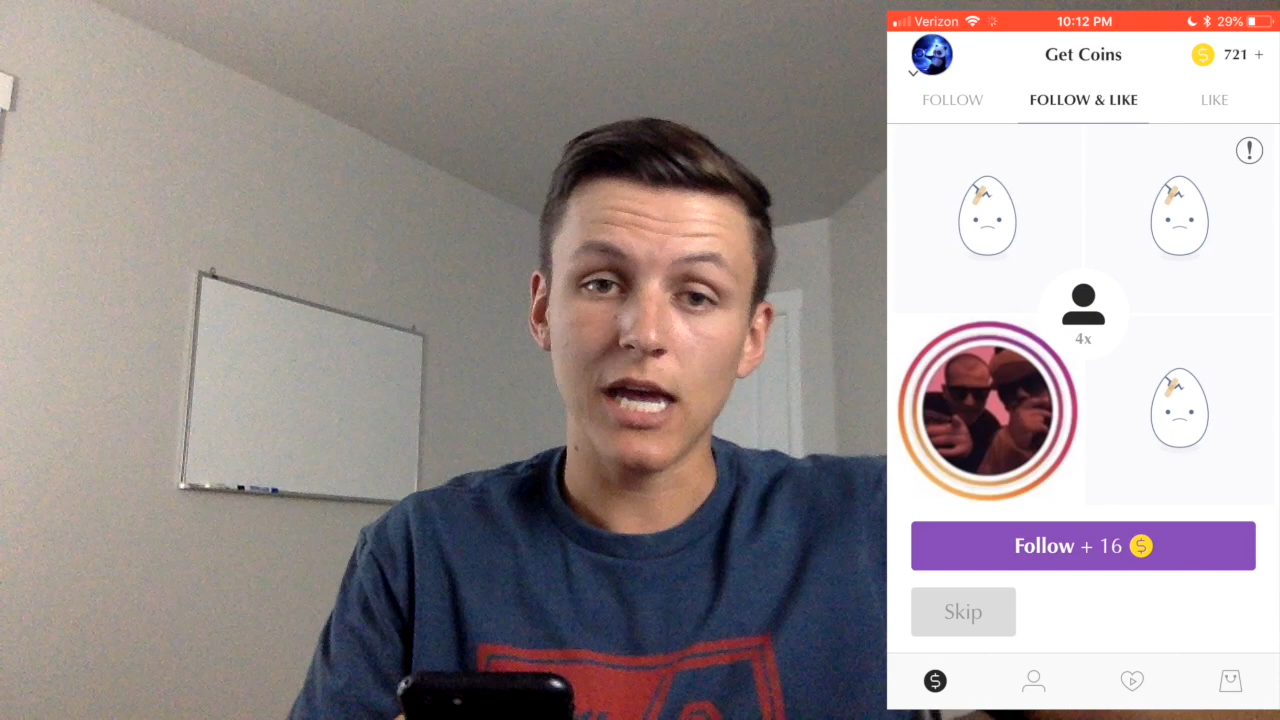 Verizon 10:12 PM 29%
Get Coins 721 +
FOLLOW FOLLOW & LIKE LIKE
4x
Follow + 16 $
Skip